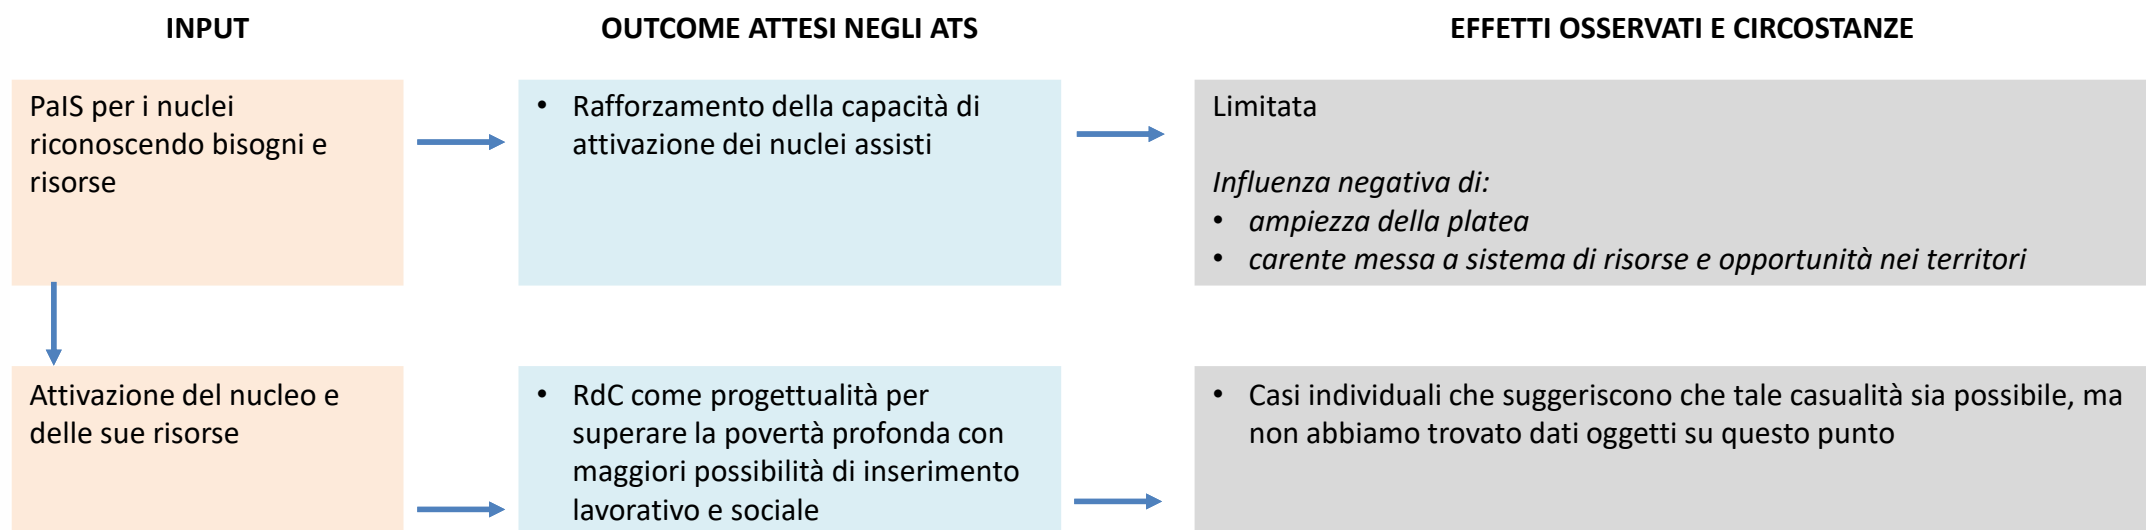 INPUT
OUTCOME ATTESI NEGLI ATS
EFFETTI OSSERVATI E CIRCOSTANZE
PaIS per i nuclei
riconoscendo bisogni e
risorse
• Rafforzamento della capacità di
attivazione dei nuclei assisti
Limitata
Influenza negativa di:
• ampiezza della platea
• carente messa a sistema di risorse e opportunità nei territori
Attivazione del nucleo e
delle sue risorse
• RdC come progettualità per
superare la povertà profonda con
maggiori possibilità di inserimento
lavorativo e sociale
• Casi individuali che suggeriscono che tale casualità sia possibile, ma
non abbiamo trovato dati oggetti su questo punto